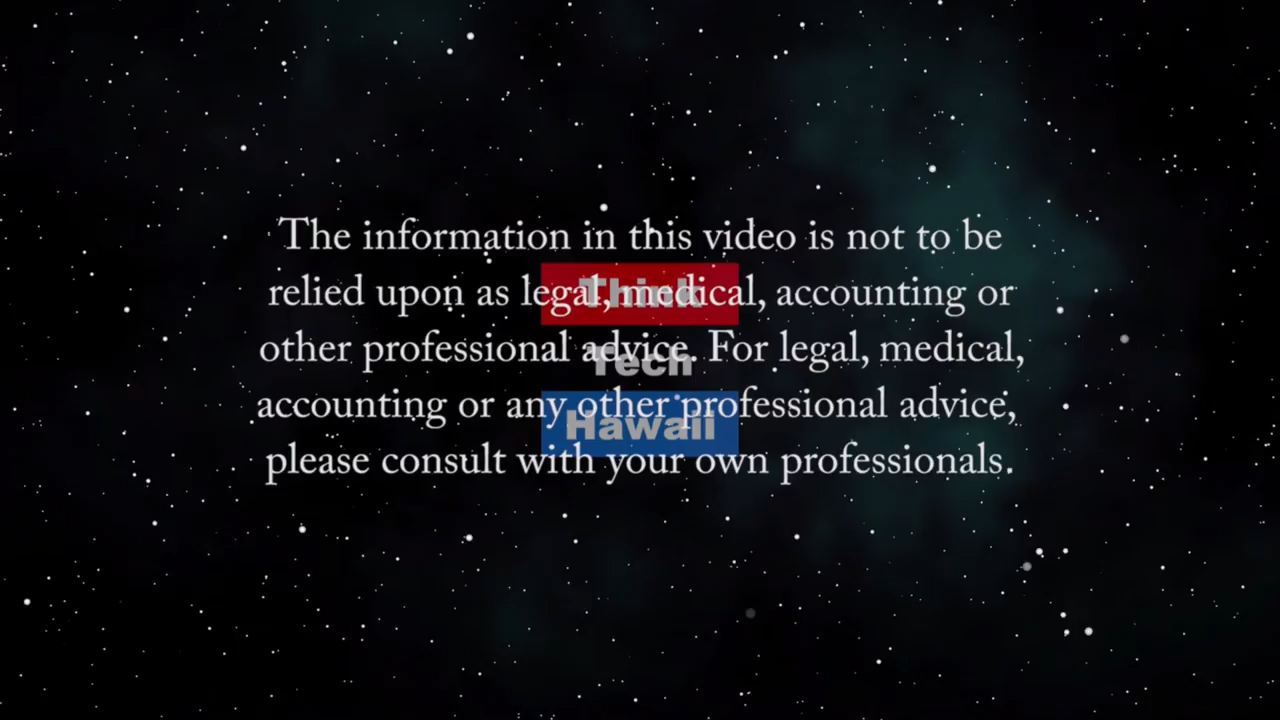 The information in this video is not to be
relied upon as legal, medical, accounting or
other professional advice. For legal, medical,
accounting or any other professional advice,
please consult with your own professionals.
Think
Tech
Hawaii